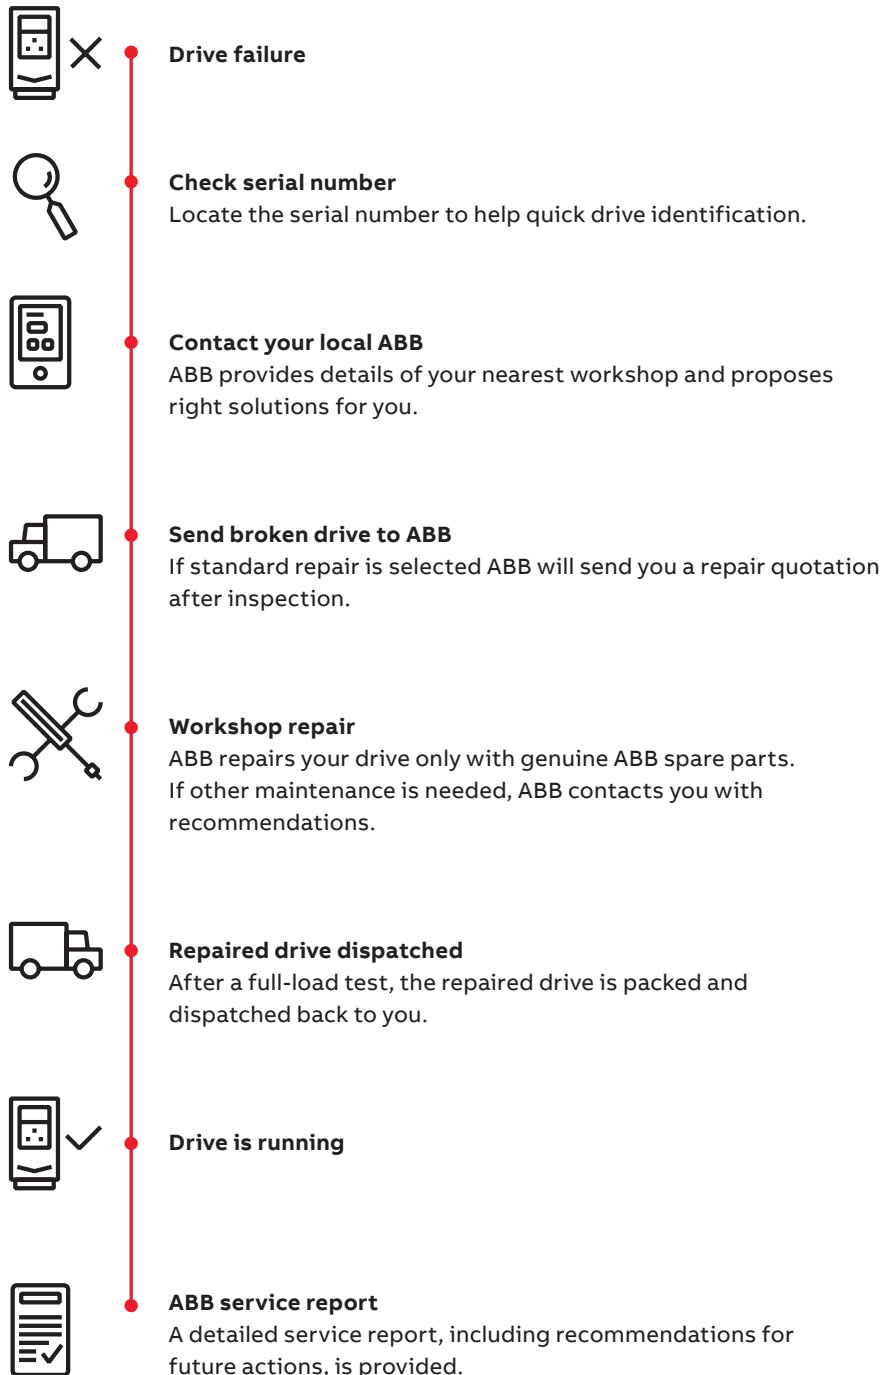 Drive failure
Check serial number
Locate the serial number to help quick drive identification.
Contact your local ABB
ABB provides details of your nearest workshop and proposes
right solutions for you.
Send broken drive to ABB
If standard repair is selected ABB will send you a repair quotation
after inspection.
Workshop repair
ABB repairs your drive only with genuine ABB spare parts.
If other maintenance is needed, ABB contacts you with
recommendations.
Repaired drive dispatched
After a full-load test, the repaired drive is packed and
dispatched back to you.
Drive is running
ABB service report
A detailed service report, including recommendations for
future actions, is provided.